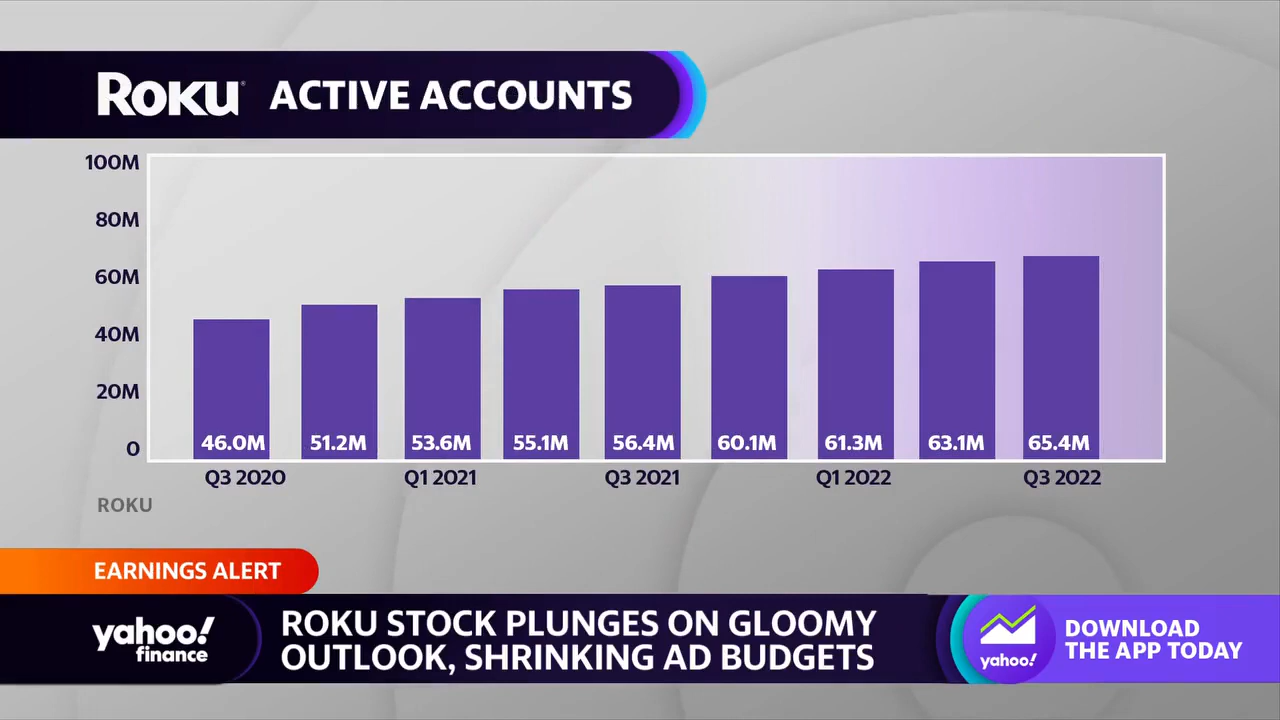 ROKU ACTIVE ACCOUNTS
100M
80M
60M
40M
20M
0
46.0M 51.2M 53.6M 55.1M 56.4M 60.1M 61.3M 63.1M 65.4M
Q3 2020 Q1 2021 Q3 2021 Q1 2022 Q3 2022
ROKU
EARNINGS ALERT
yahoo!
finance
ROKU STOCK PLUNGES ON GLOOMY
OUTLOOK, SHRINKING AD BUDGETS
yahoo!
DOWNLOAD
THE APP TODAY